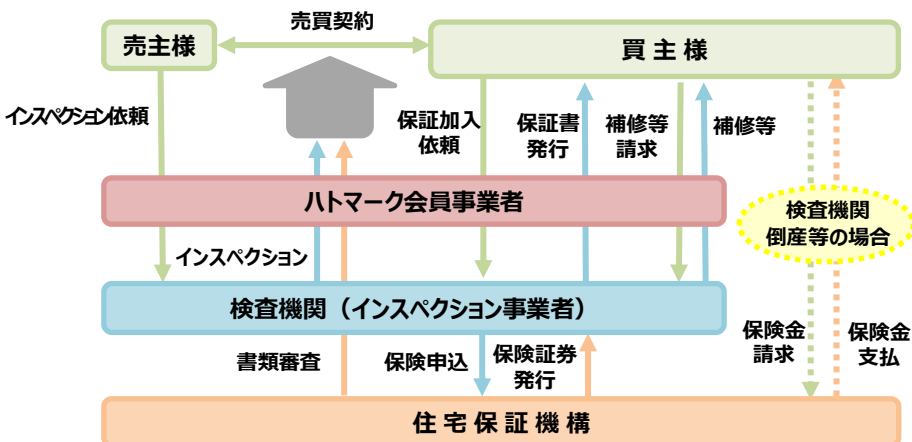 売買契約
売主様
買主様
インスペクション依頼
保証加入
依頼
保証書
発行
補修等
請求
補修等
ハトマーク会員事業者
検査機関
倒産等の場合
インスペクション
検査機関（インスペクション事業者）
書類審査
保険申込
保険証券
発行
保険金
請求
保険金
支払
住宅保証機構